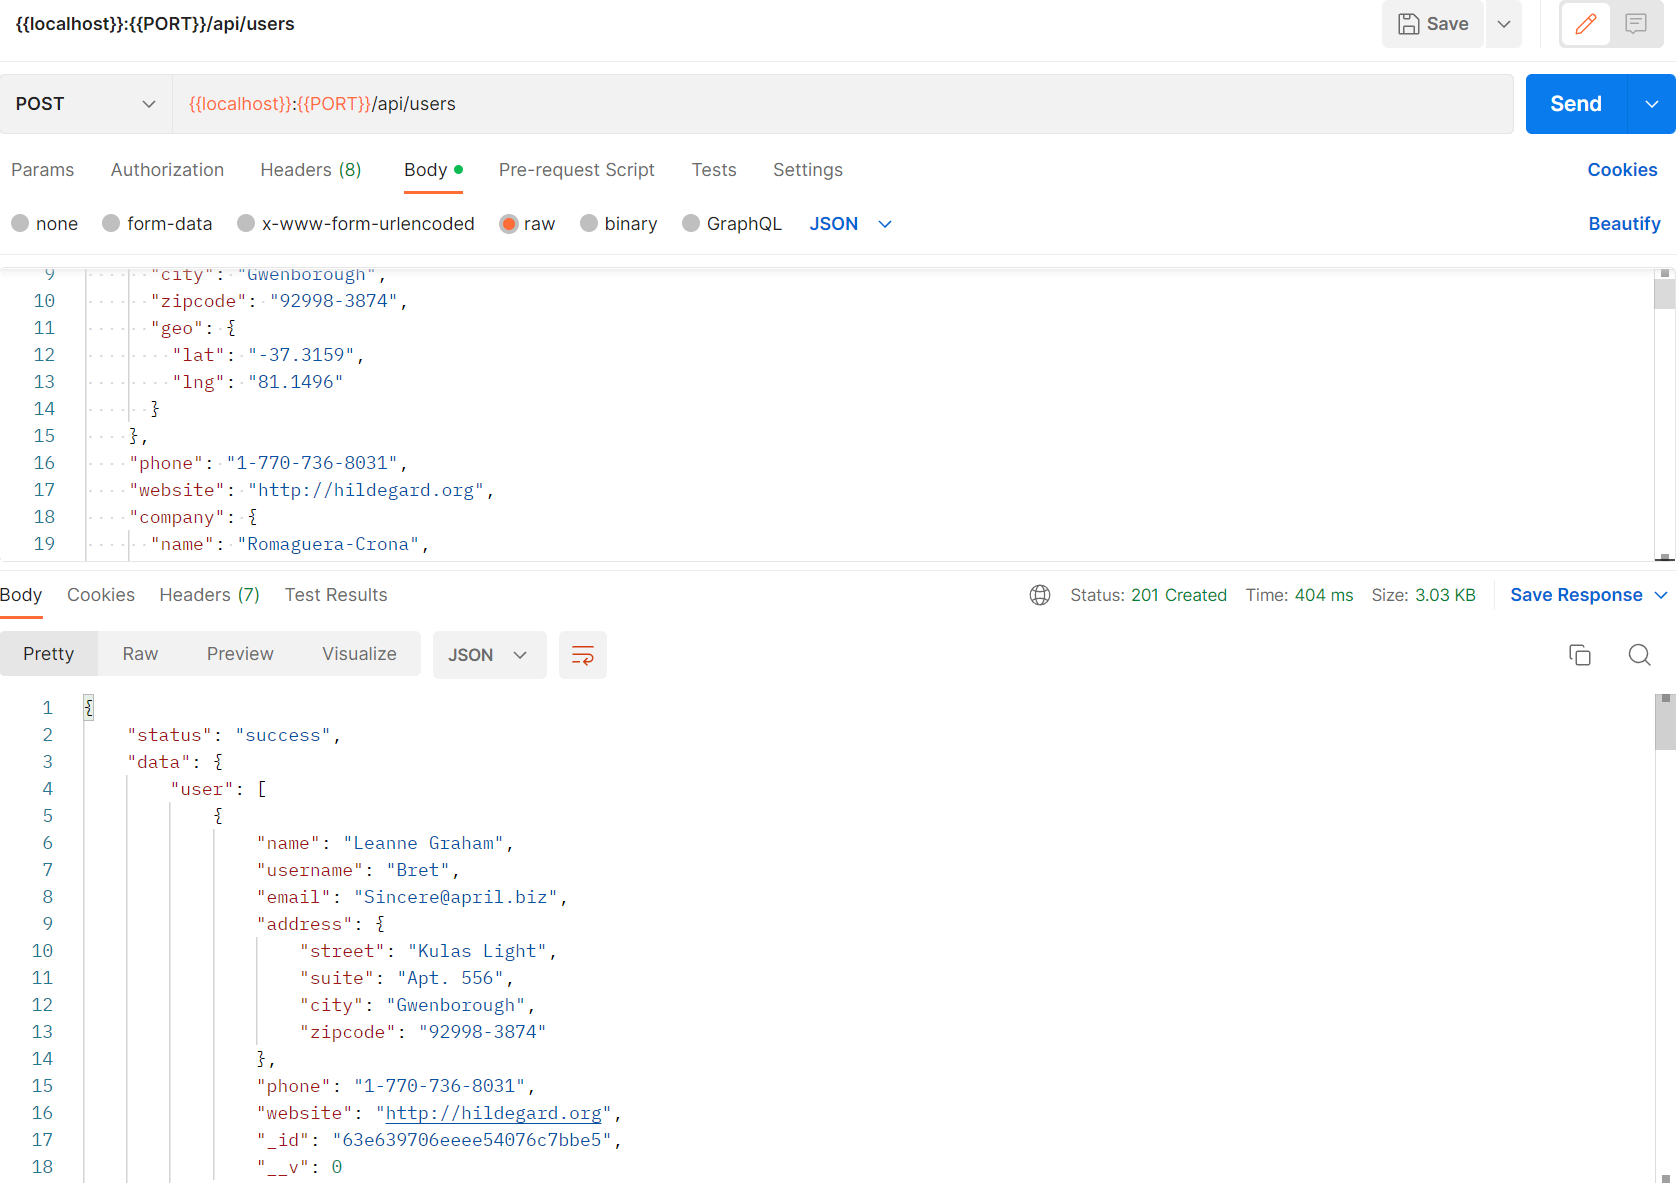 {{localhost}}:{{PORT}}/api/users
Save
POST
{{localhost}}:{{PORT}}/api/users
Send
Params Authorization Headers (8) Body Pre-request Script Tests Settings Cookies
none form-data x-www-form-urlencoded raw binary GraphQL JSON Beautify
9 "city": "Gwenborough",
10 "zipcode": "92998-3874",
11 "geo": {
12 "lat": "-37.3159",
13 "lng": "81.1496"
14 }
15 },
16 "phone": "1-770-736-8031",
17 "website": "http://hildegard.org",
18 "company": {
19 "name": "Romaguera-Crona",
Body Cookies Headers (7) Test Results Status: 201 Created Time: 404 ms Size: 3.03 KB Save Response
Pretty Raw Preview Visualize JSON
1 {
2 "status": "success",
3 "data": {
4 "user": [
5 {
6 "name": "Leanne Graham",
7 "username": "Bret",
8 "email": "Sincere@april.biz",
9 "address": {
10 "street": "Kulas Light",
11 "suite": "Apt. 556",
12 "city": "Gwenborough",
13 "zipcode": "92998-3874"
14 },
15 "phone": "1-770-736-8031",
16 "website": "http://hildegard.org",
17 "_id": "63e639706eeee54076c7bbe5",
18 "__v": 0